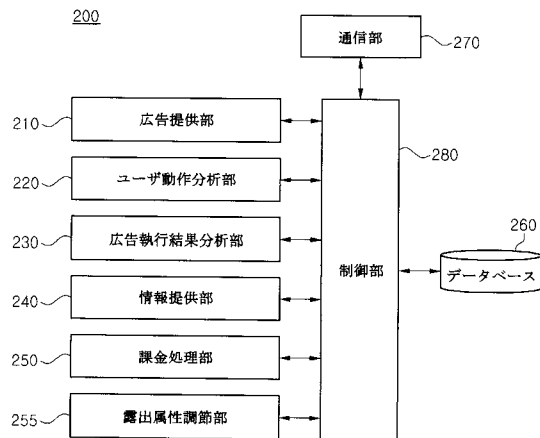 200
通信部
270
210
広告提供部
280
220
ユーザ動作分析部
230
広告執行結果分析部
260
制御部
データベース
240
情報提供部
250
課金処理部
255
露出属性調節部